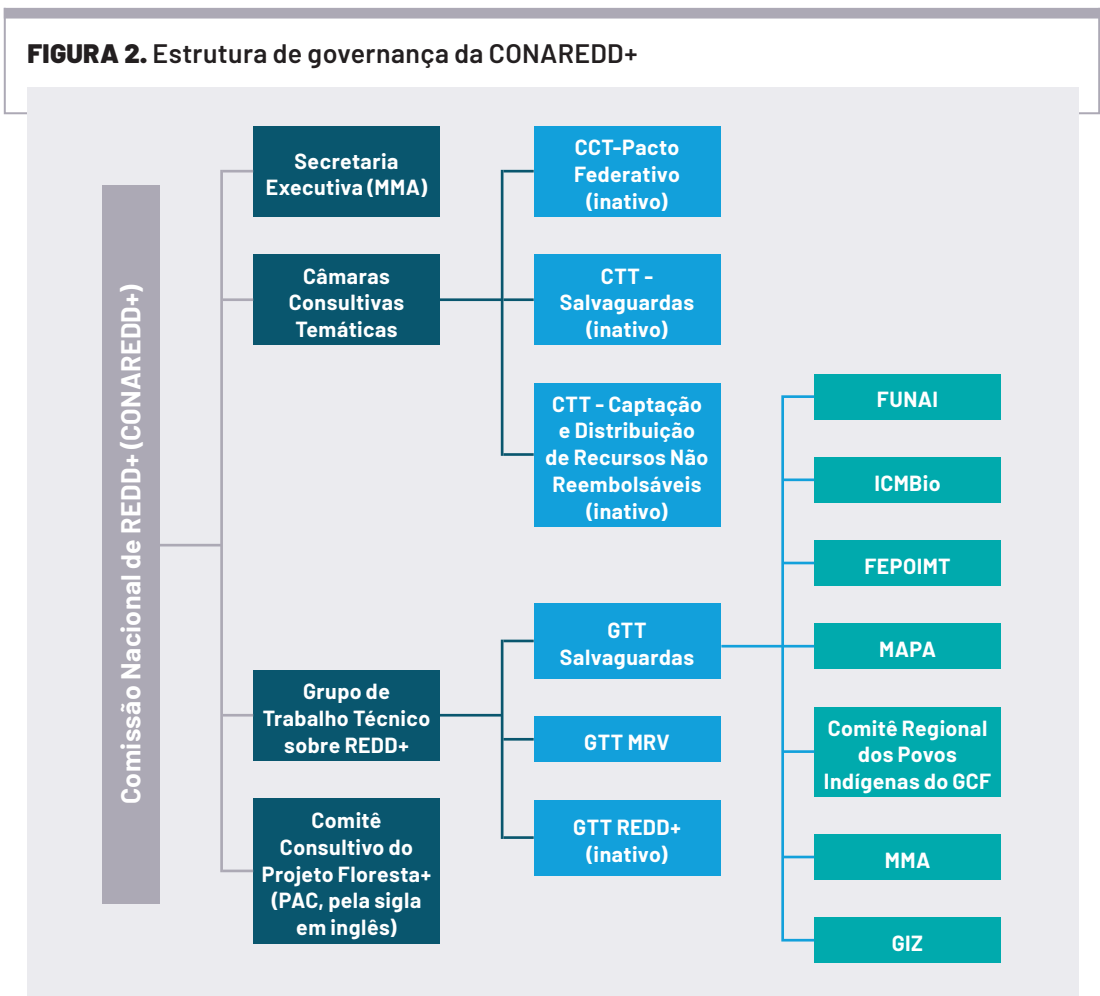 FIGURA 2. Estrutura de governança da CONAREDD+
Comissão Nacional de REDD+ (CONAREDD+)
Secretaria
Executiva (MMA)
Câmaras
Consultivas
Temáticas
Grupo de
Trabalho Técnico
sobre REDD+
Comitê
Consultivo do
Projeto Floresta+
(PAC, pela sigla
em inglês)
CCT-Pacto
Federativo
(inativo)
CTT -
Salvaguardas
(inativo)
CTT - Captação
e Distribuição
de Recursos Não
Reembolsáveis
(inativo)
GTT
Salvaguardas
GTT MRV
GTT REDD+
(inativo)
FUNAI
ICMBio
FEPOIMT
MAPA
Comitê Regional
dos Povos
Indígenas do GCF
MMA
GIZ